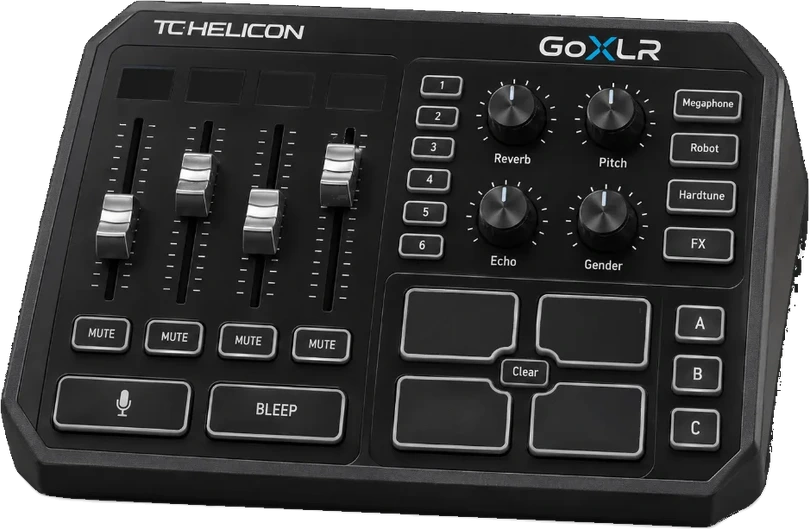 TC·HELICON
GoXLR
1
2
3
4
5
6
Reverb
Pitch
Echo
Gender
Megaphone
Robot
Hardtune
FX
MUTE
MUTE
MUTE
MUTE
BLEEP
Clear
A
B
C